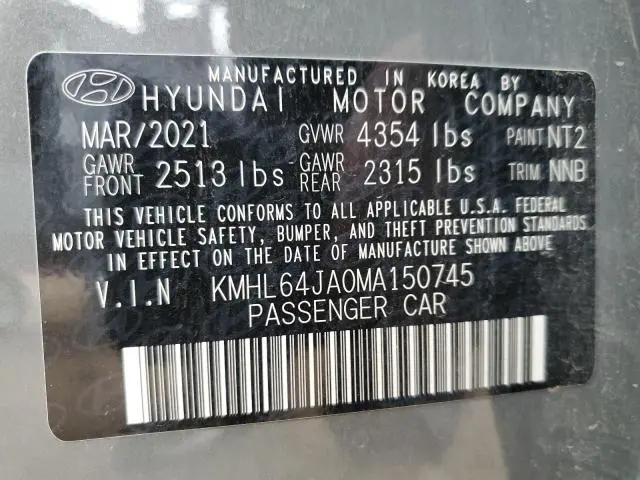 MANUFACTURED IN KOREA BY
HYUNDAI MOTOR COMPANY
MAR/2021 GVWR 4354 lbs PAINT NT2
GAWR FRONT 2513 lbs GAWR REAR 2315 lbs TRIM NNB
THIS VEHICLE CONFORMS TO ALL APPLICABLE U.S.A. FEDERAL
MOTOR VEHICLE SAFETY, BUMPER, AND THEFT PREVENTION STANDARDS
IN EFFECT ON THE DATE OF MANUFACTURE SHOWN ABOVE.
V.I.N KMHL64JA0MA150745
PASSENGER CAR